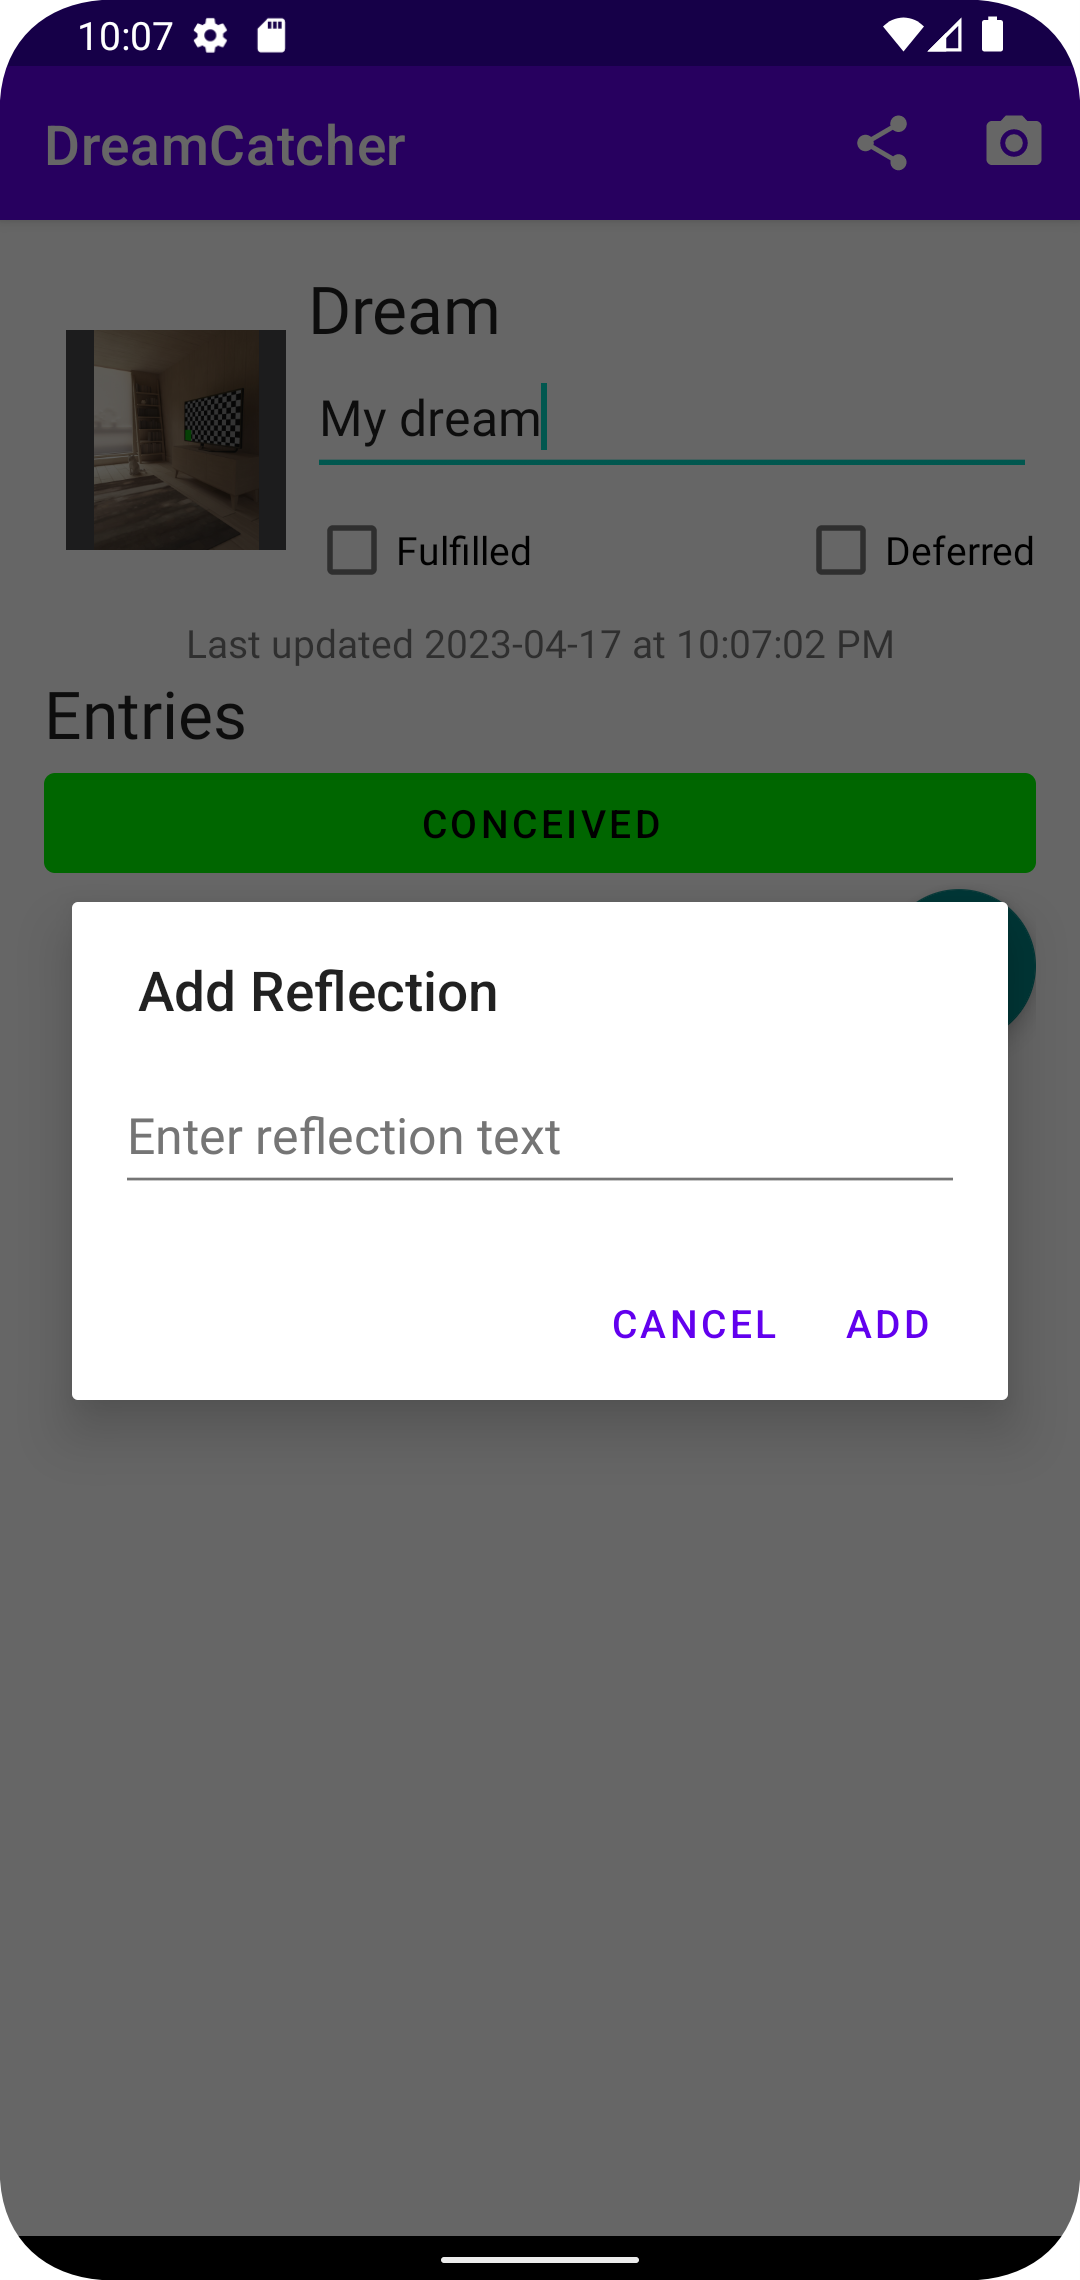 10:07
DreamCatcher
Dream
My dream
Fulfilled Deferred
Last updated 2023-04-17 at 10:07:02 PM
Entries
CONCEIVED
Add Reflection
Enter reflection text
CANCEL ADD